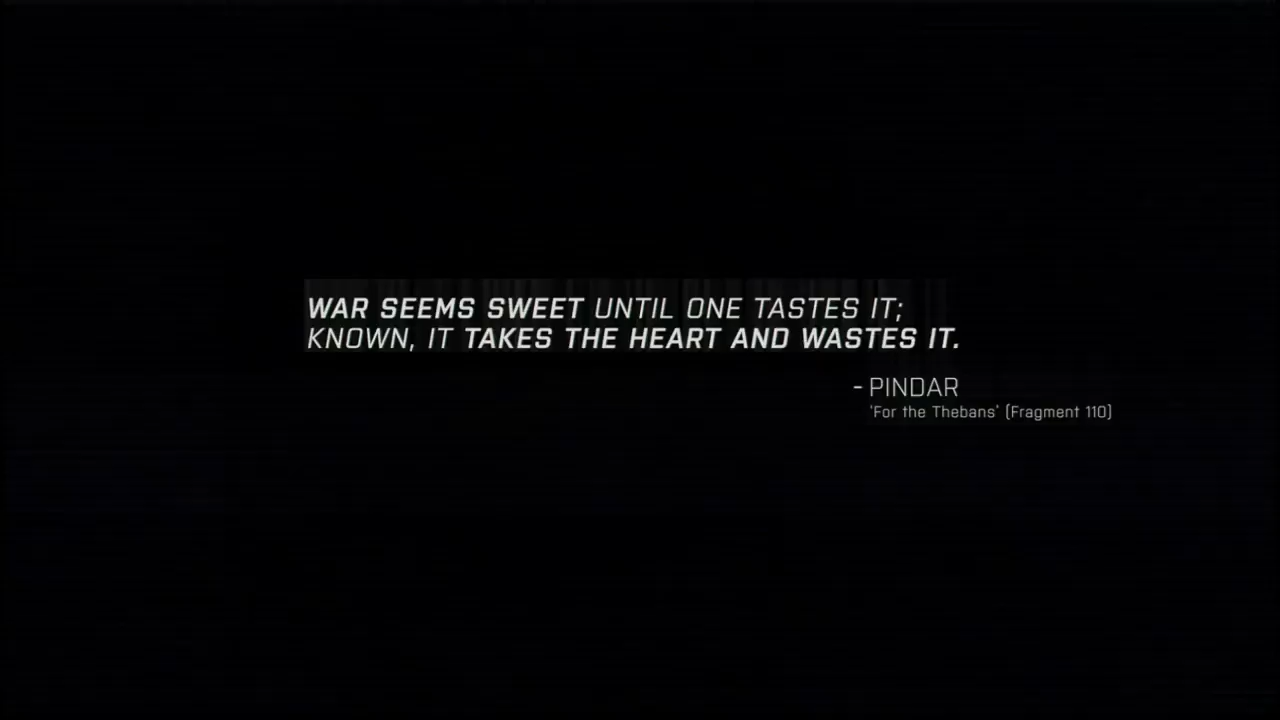 WAR SEEMS SWEET UNTIL ONE TASTES IT;
KNOWN, IT TAKES THE HEART AND WASTES IT.
- PINDAR
'For the Thebans' (Fragment 110)